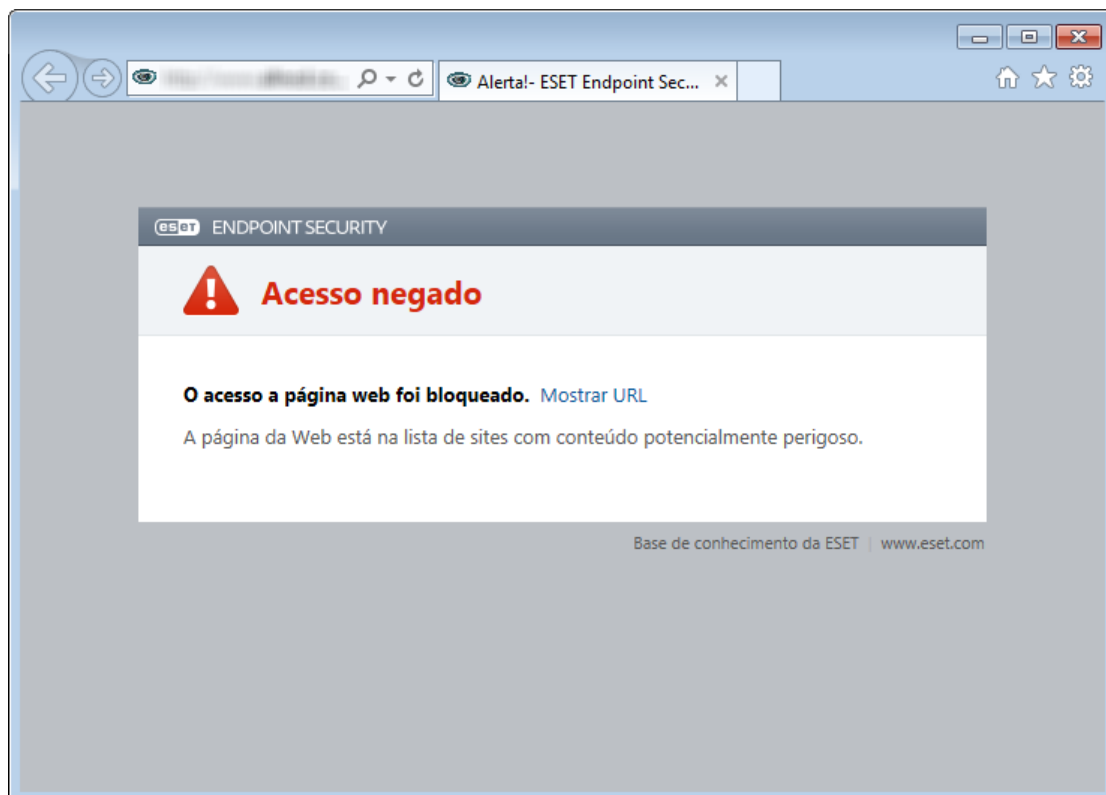 Alerta!- ESET Endpoint Sec...
eset ENDPOINT SECURITY
Acesso negado
O acesso a página web foi bloqueado. Mostrar URL
A página da Web está na lista de sites com conteúdo potencialmente perigoso.
Base de conhecimento da ESET | www.eset.com